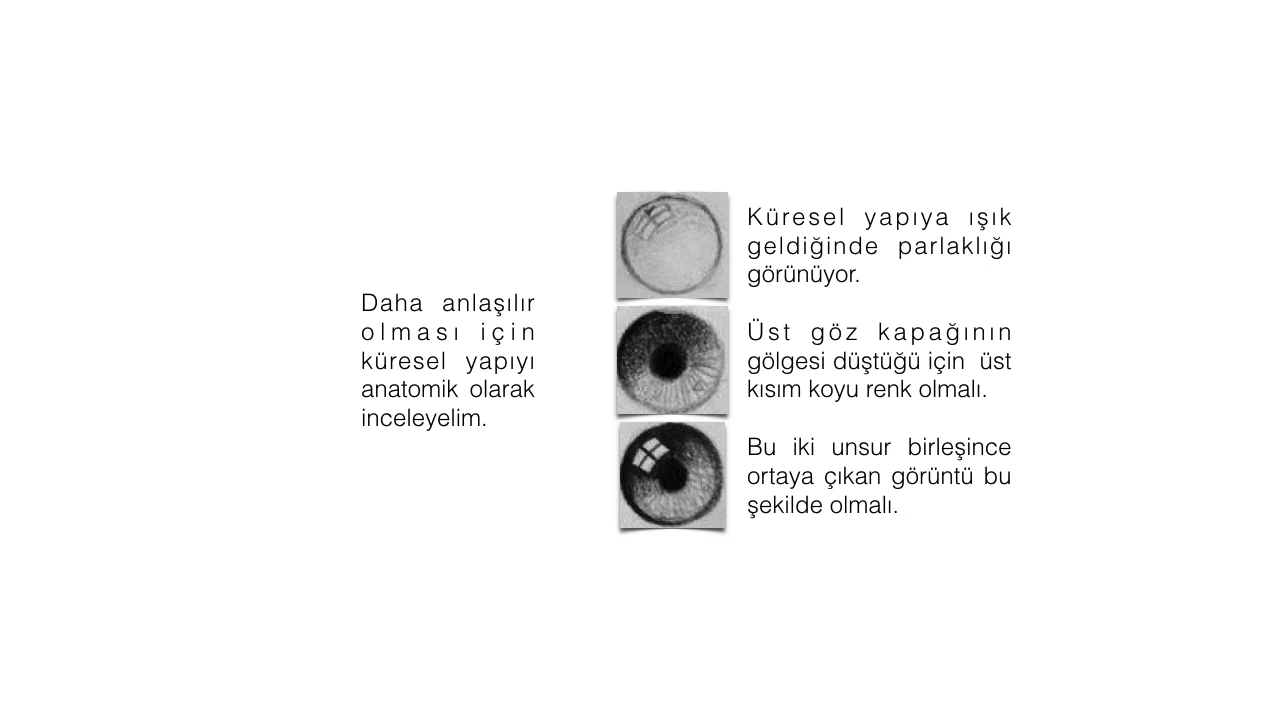 Daha anlaşılır
olması için
küresel yapıyı
anatomik olarak
inceleyelim.
Küresel yapıya ışık
geldiğinde parlaklığı
görünüyor.
Üst göz kapağının
gölgesi düştüğü için üst
kısım koyu renk olmalı.
Bu iki unsur birleşince
ortaya çıkan görüntü bu
şekilde olmalı.